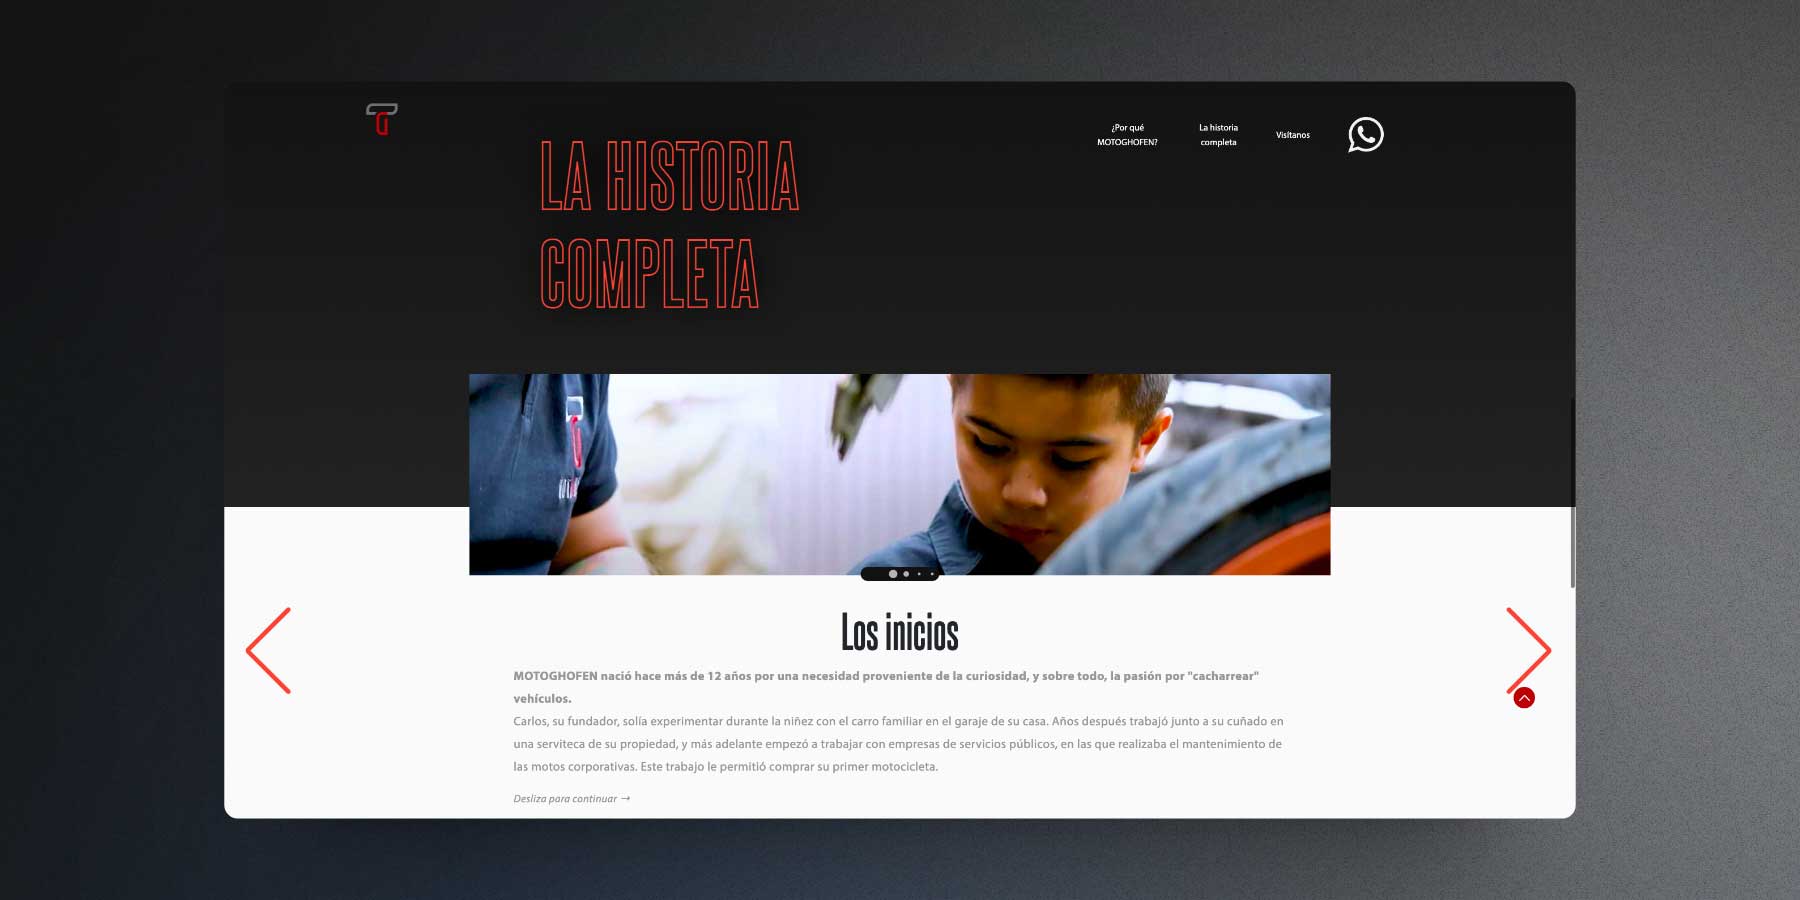 ¿Por qué
MOTOGHOFEN?
La historia
completa
Visítanos
LA HISTORIA
COMPLETA
Los inicios
MOTOGHOFEN nació hace más de 12 años por una necesidad proveniente de la curiosidad, y sobre todo, la pasión por "cacharrear"
vehículos.
Carlos, su fundador, solía experimentar durante la niñez con el carro familiar en el garaje de su casa. Años después trabajó junto a su cuñado en
una serviteca de su propiedad, y más adelante empezó a trabajar con empresas de servicios públicos, en las que realizaba el mantenimiento de
las motos corporativas. Este trabajo le permitió comprar su primer motocicleta.
Desliza para continuar →